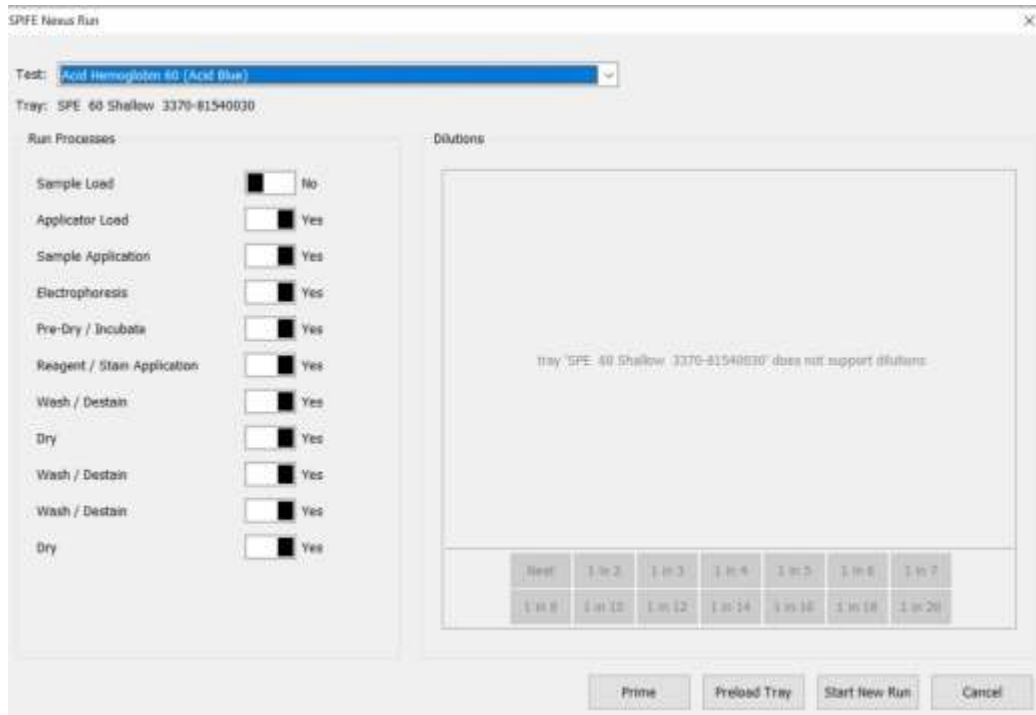 SPIFE Nexus Run
Test: Acid Hemoglobin 60 (Acid Blue)
Tray: SPE 60 Shallow 3370-81540030
Run Processes
Sample Load No
Applicator Load Yes
Sample Application Yes
Electrophoresis Yes
Pre-Dry / Incubate Yes
Reagent / Stain Application Yes
Wash / Destain Yes
Dry Yes
Wash / Destain Yes
Wash / Destain Yes
Dry Yes
Dilutions
tray 'SPE 60 Shallow 3370-81540030' does not support dilutions
Neat 1 in 2 1 in 3 1 in 4 1 in 5 1 in 6 1 in 7
1 in 8 1 in 10 1 in 12 1 in 14 1 in 16 1 in 18 1 in 20
Prime Preload Tray Start New Run Cancel